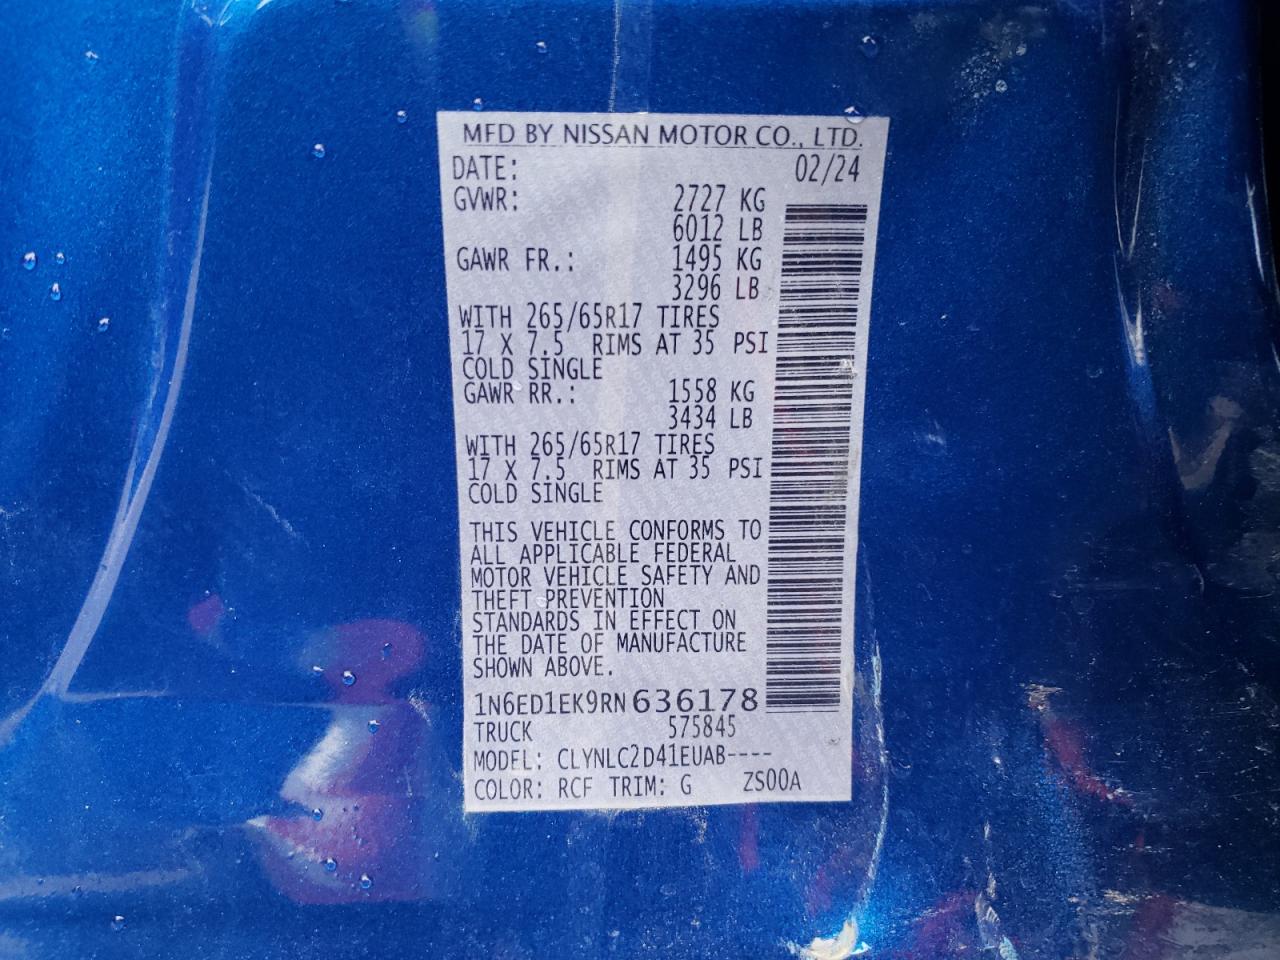 MFD BY NISSAN MOTOR CO., LTD.
DATE: 02/24
GVWR: 2727 KG
6012 LB
GAWR FR.: 1495 KG
3296 LB
WITH 265/65R17 TIRES
17 X 7.5 RIMS AT 35 PSI
COLD SINGLE
GAWR RR.: 1558 KG
3434 LB
WITH 265/65R17 TIRES
17 X 7.5 RIMS AT 35 PSI
COLD SINGLE
THIS VEHICLE CONFORMS TO
ALL APPLICABLE FEDERAL
MOTOR VEHICLE SAFETY AND
THEFT PREVENTION
STANDARDS IN EFFECT ON
THE DATE OF MANUFACTURE
SHOWN ABOVE.
1N6ED1EK9RN636178
TRUCK 575845
MODEL: CLYNLC2D41EUAB----
COLOR: RCF TRIM: G ZS00A